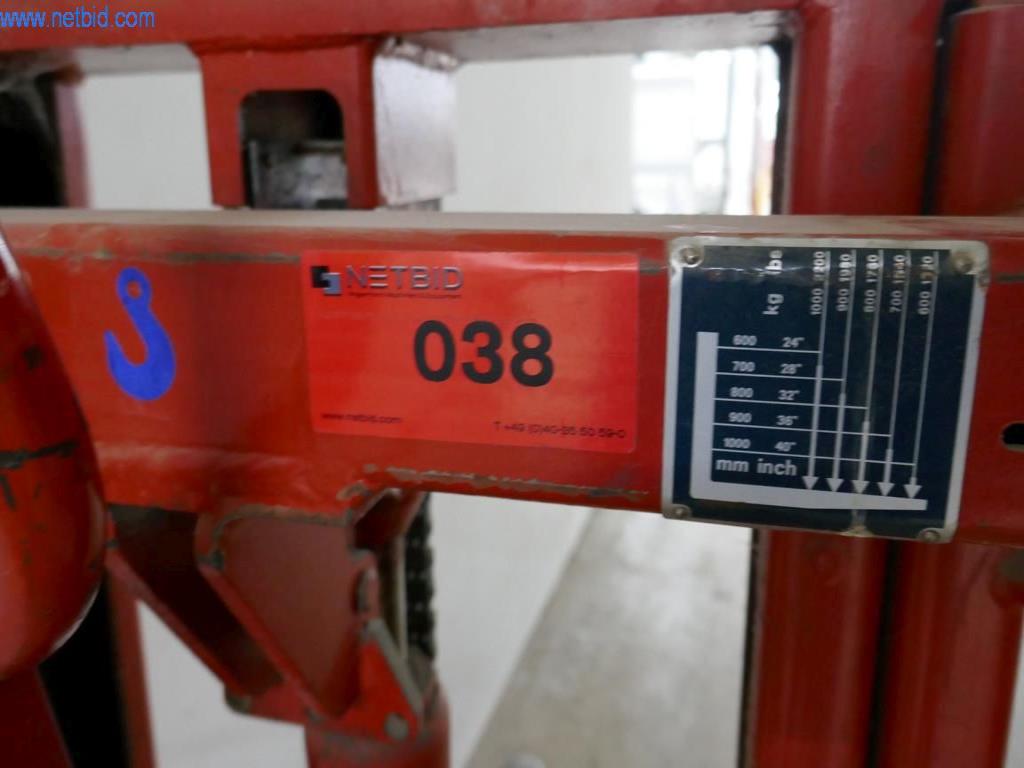 www.netbid.com
NETBID
038
www.netbid.com
T +49 (0)40-35 50 59-0
kg lbs
1000 2200
900 1980
800 1760
700 1540
600 1320
600 24"
700 28"
800 32"
900 36"
1000 40"
mm inch